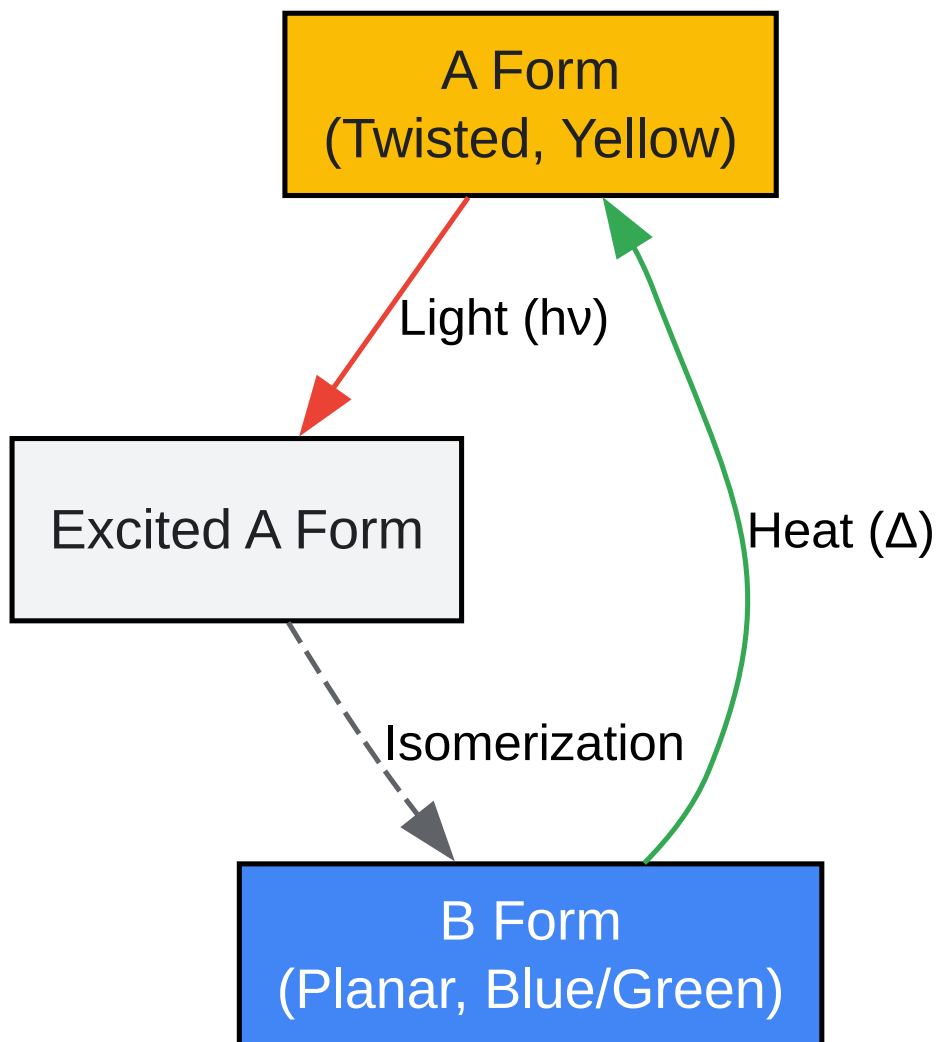 A Form
(Twisted, Yellow)
Light (hν)
Excited A Form
Heat (Δ)
Isomerization
B Form
(Planar, Blue/Green)